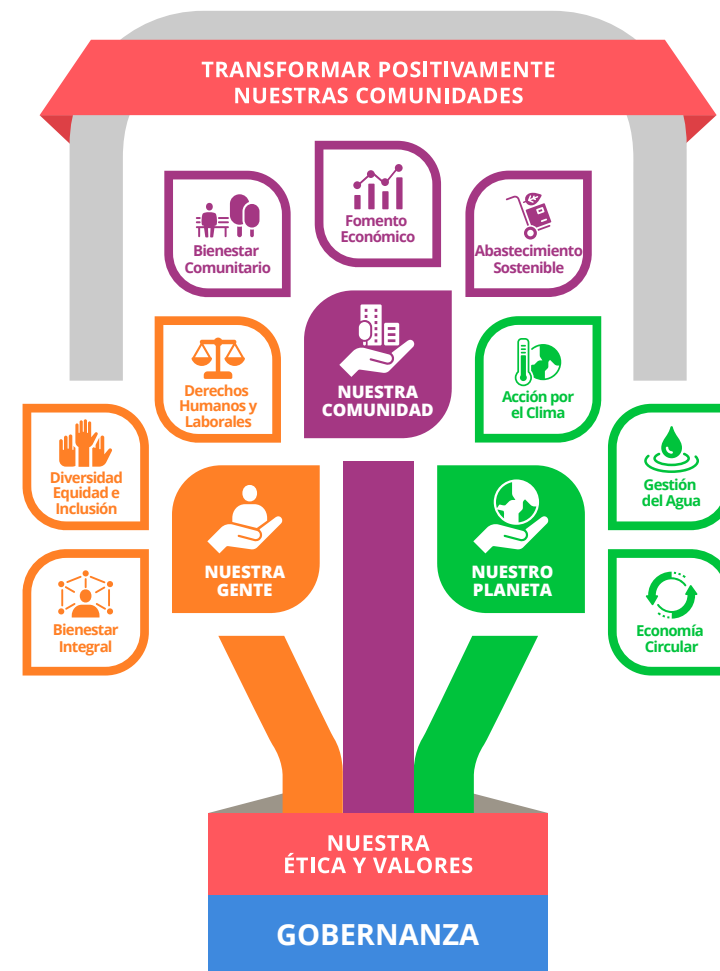 TRANSFORMAR POSITIVAMENTE
NUESTRAS COMUNIDADES
Fomento
Económico
Bienestar
Comunitario
Abastecimiento
Sostenible
NUESTRA
COMUNIDAD
Derechos
Humanos y
Laborales
Acción por
el Clima
Diversidad
Equidad e
Inclusión
Gestión
del Agua
NUESTRA
GENTE
NUESTRO
PLANETA
Bienestar
Integral
Economía
Circular
NUESTRA
ÉTICA Y VALORES
GOBERNANZA